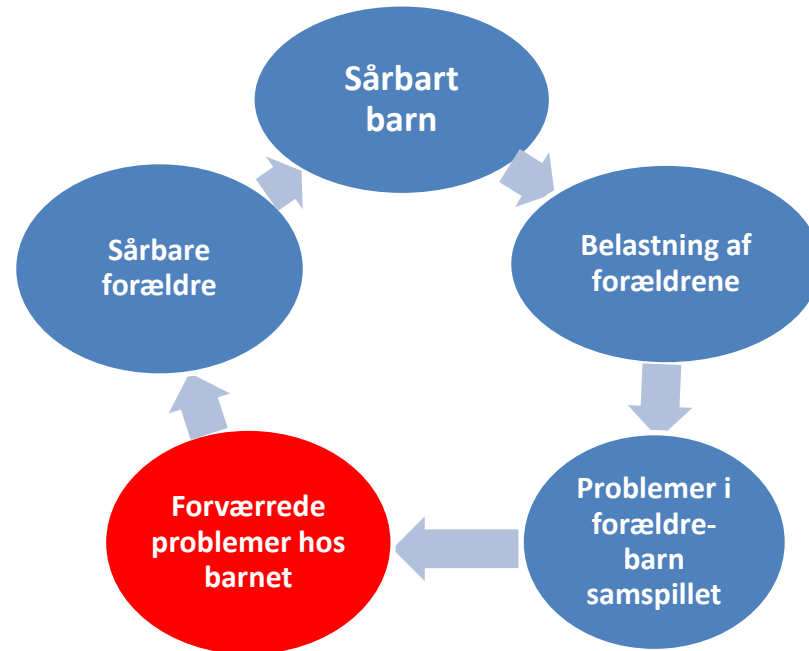 Sårbart
barn
Belastning af
forældrene
Problemer i
forældre-
barn
samspillet
Forværrede
problemer hos
barnet
Sårbare
forældre